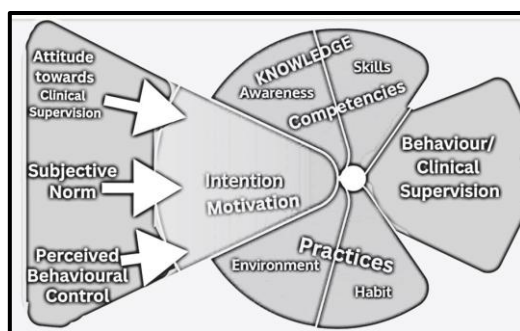 Attitude
towards
Clinical
Supervision
Subjective
Norm
Perceived
Behavioural
Control
Intention
Motivation
KNOWLEDGE
Awareness
Skills
Competencies
Practices
Environment
Habit
Behaviour/
Clinical
Supervision